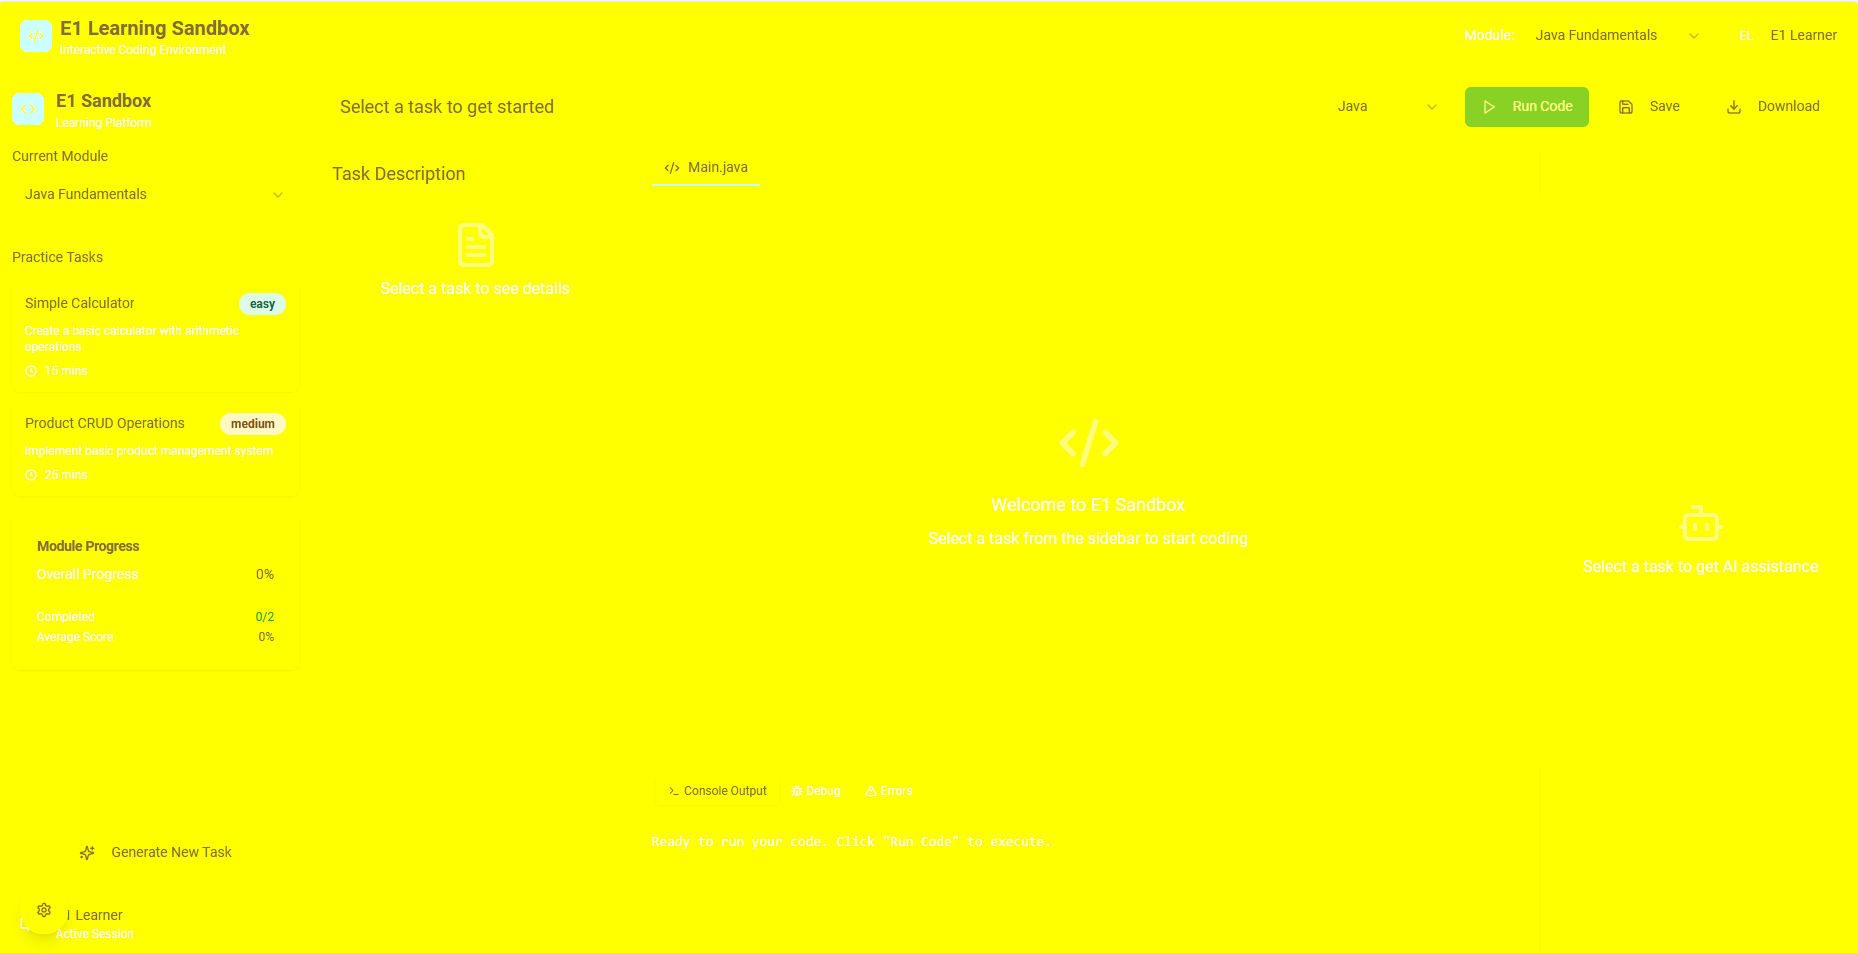 E1 Learning Sandbox
Interactive Coding Environment
Module:
Java Fundamentals
E1
E1 Learner
E1 Sandbox
Learning Platform
Current Module
Java Fundamentals
Practice Tasks
Simple Calculator
easy
Create a basic calculator with arithmetic
operations
15 mins
Product CRUD Operations
medium
Implement basic product management system
25 mins
Module Progress
Overall Progress
0%
Completed
0/2
Average Score
0%
Generate New Task
1 Learner
Active Session
Select a task to get started
Java
Run Code
Save
Download
Task Description
Select a task to see details
Main.java
Welcome to E1 Sandbox
Select a task from the sidebar to start coding
Console Output
Debug
Errors
Ready to run your code. Click "Run Code" to execute.
Select a task to get AI assistance